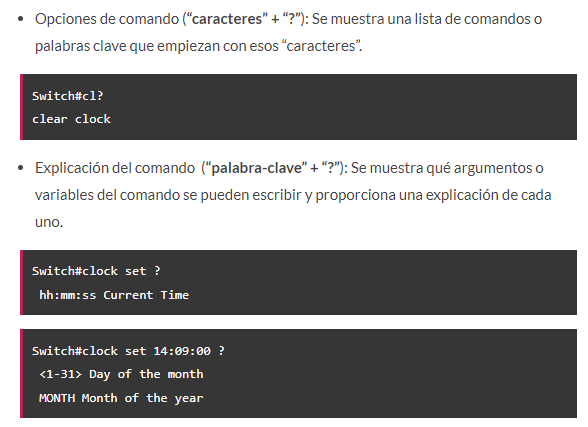 • Opciones de comando (“caracteres” + “?”): Se muestra una lista de comandos o
palabras clave que empiezan con esos “caracteres”.
Switch#cl?
clear clock
• Explicación del comando (“palabra-clave” + “?”): Se muestra qué argumentos o
variables del comando se pueden escribir y proporciona una explicación de cada
uno.
Switch#clock set ?
hh:mm:ss Current Time
Switch#clock set 14:09:00 ?
<1-31> Day of the month
MONTH Month of the year